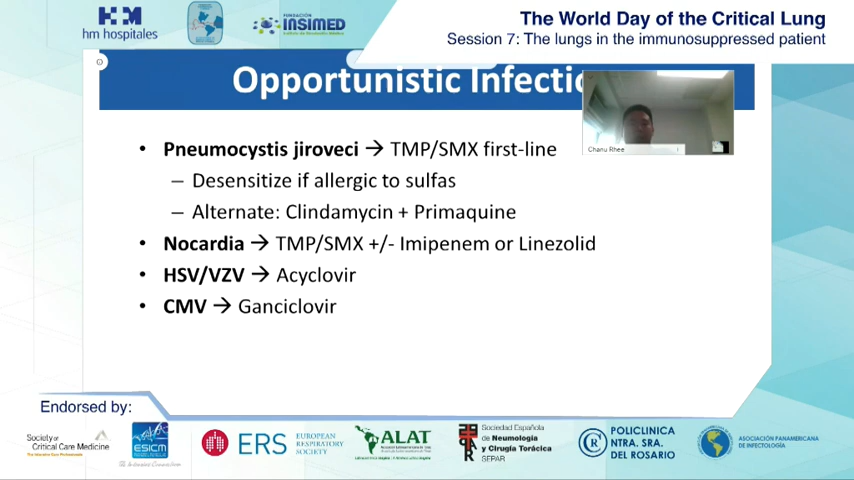 hm hospitales
FUNDACIÓN
INSIMED
The World Day of the Critical Lung
Session 7: The lungs in the immunosuppressed patient
Opportunistic Infectio
Chanu Rhee
• Pneumocystis jiroveci → TMP/SMX first-line
– Desensitize if allergic to sulfas
– Alternate: Clindamycin + Primaquine
• Nocardia → TMP/SMX +/- Imipenem or Linezolid
• HSV/VZV → Acyclovir
• CMV → Ganciclovir
Endorsed by:
Society of
Critical Care Medicine
ESICM
ERS
EUROPEAN
RESPIRATORY
SOCIETY
ALAT
Sociedad Española
de Neumología
y Cirugía Torácica
SEPAR
POLICLINICA
NTRA. SRA.
DEL ROSARIO
ASOCIACIÓN PANAMERICANA
DE INFECTOLOGÍA